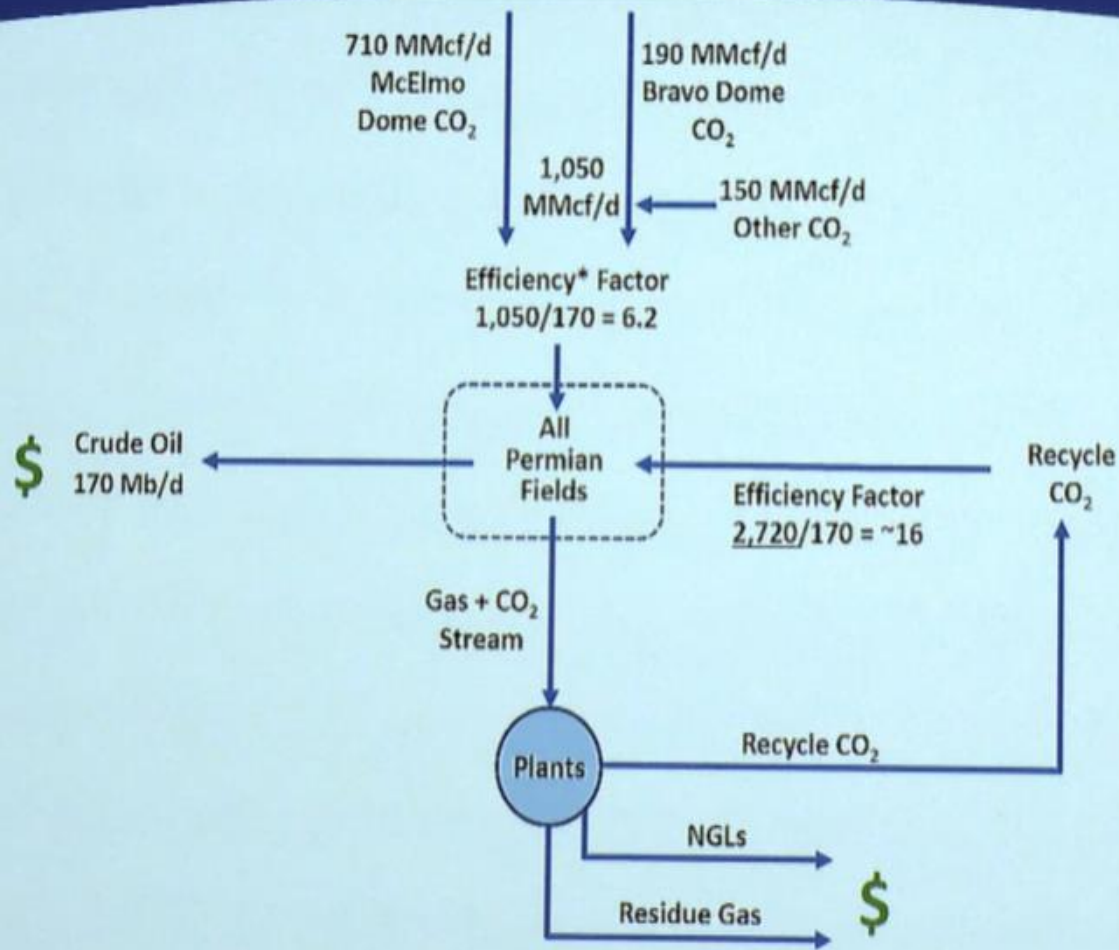 710 MMcf/d
McElmo
Dome CO₂
190 MMcf/d
Bravo Dome
CO₂
1,050
MMcf/d
150 MMcf/d
Other CO₂
Efficiency* Factor
1,050/170 = 6.2
All
Permian
Fields
$
Crude Oil
170 Mb/d
Recycle
CO₂
Efficiency Factor
2,720/170 = ~16
Gas + CO₂
Stream
Plants
Recycle CO₂
NGLs
$
Residue Gas